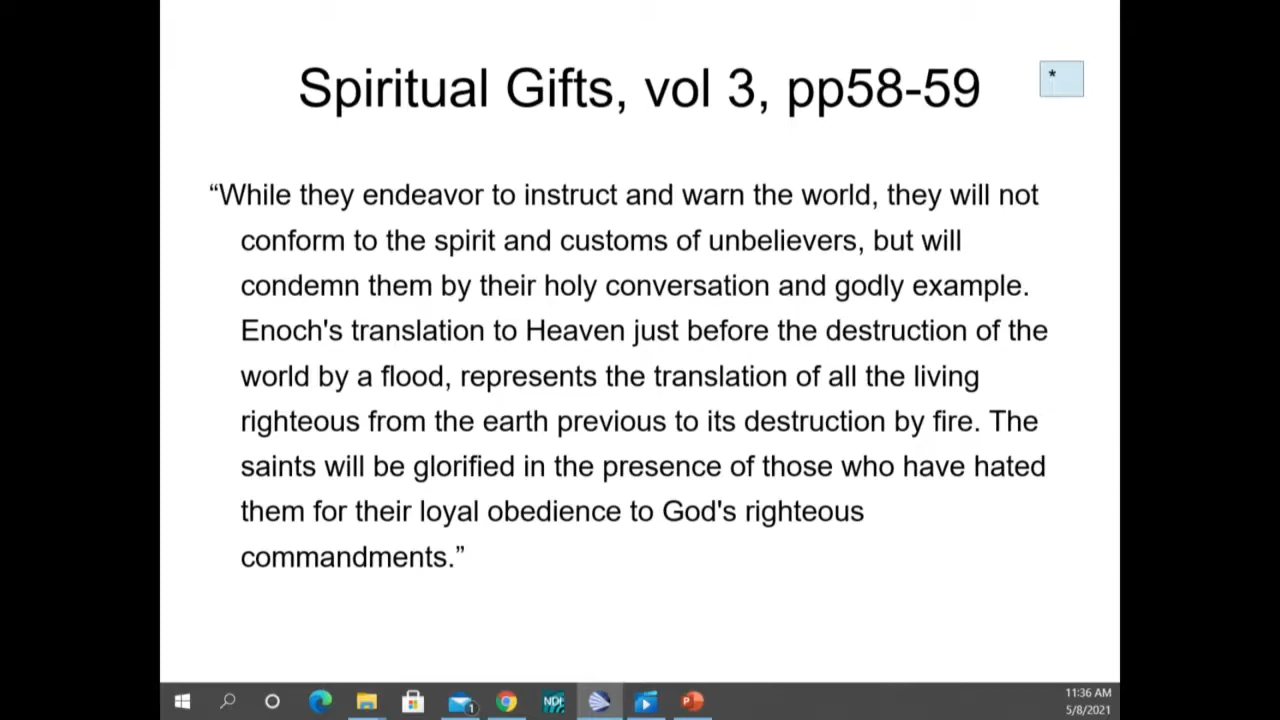 Spiritual Gifts, vol 3, pp58-59
*
“While they endeavor to instruct and warn the world, they will not
conform to the spirit and customs of unbelievers, but will
condemn them by their holy conversation and godly example.
Enoch's translation to Heaven just before the destruction of the
world by a flood, represents the translation of all the living
righteous from the earth previous to its destruction by fire. The
saints will be glorified in the presence of those who have hated
them for their loyal obedience to God's righteous
commandments.”
NDI
1
P
11:36 AM
5/8/2021